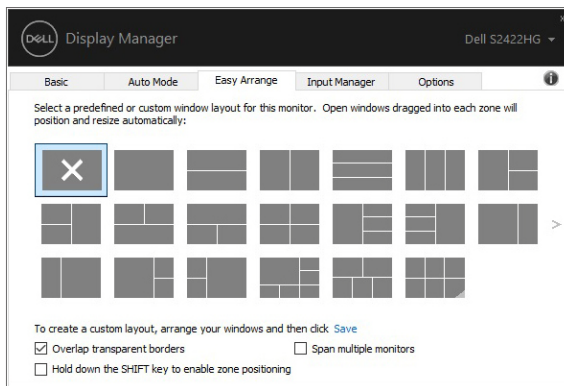 DELL Display Manager
Dell S2422HG
Basic Auto Mode Easy Arrange Input Manager Options
Select a predefined or custom window layout for this monitor. Open windows dragged into each zone will
position and resize automatically:
To create a custom layout, arrange your windows and then click Save
Overlap transparent borders
Span multiple monitors
Hold down the SHIFT key to enable zone positioning